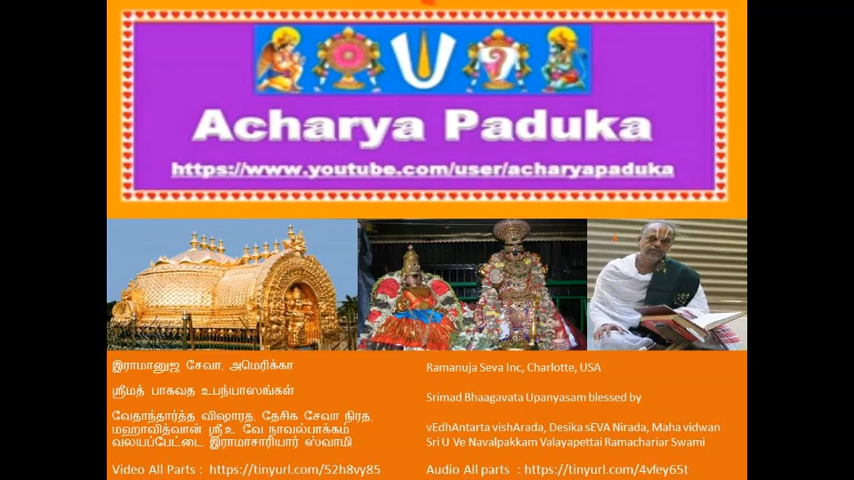 Acharya Paduka
https://www.youtube.com/user/acharyapaduka
இராமானுஜ சேவா, அமெரிக்கா
ஸ்ரீமத் பாகவத உபந்யாஸங்கள்
வேதாந்தார்த்த விஷாரத, தேசிக சேவா நிரத,
மஹாவித்வான் ஸ்ரீ உ வே நாவல்பாக்கம்
வலயப்பேட்டை இராமாசாரியார் ஸ்வாமி
Video All Parts : https://tinyurl.com/52h8vy85
Ramanuja Seva Inc, Charlotte, USA
Srimad Bhaagavata Upanyasam blessed by
vEdhAntarta vishArada, Desika sEVA Nirada, Maha vidwan
Sri U Ve Navalpakkam Valayapettai Ramachariar Swami
Audio All parts : https://tinyurl.com/4vfey65t